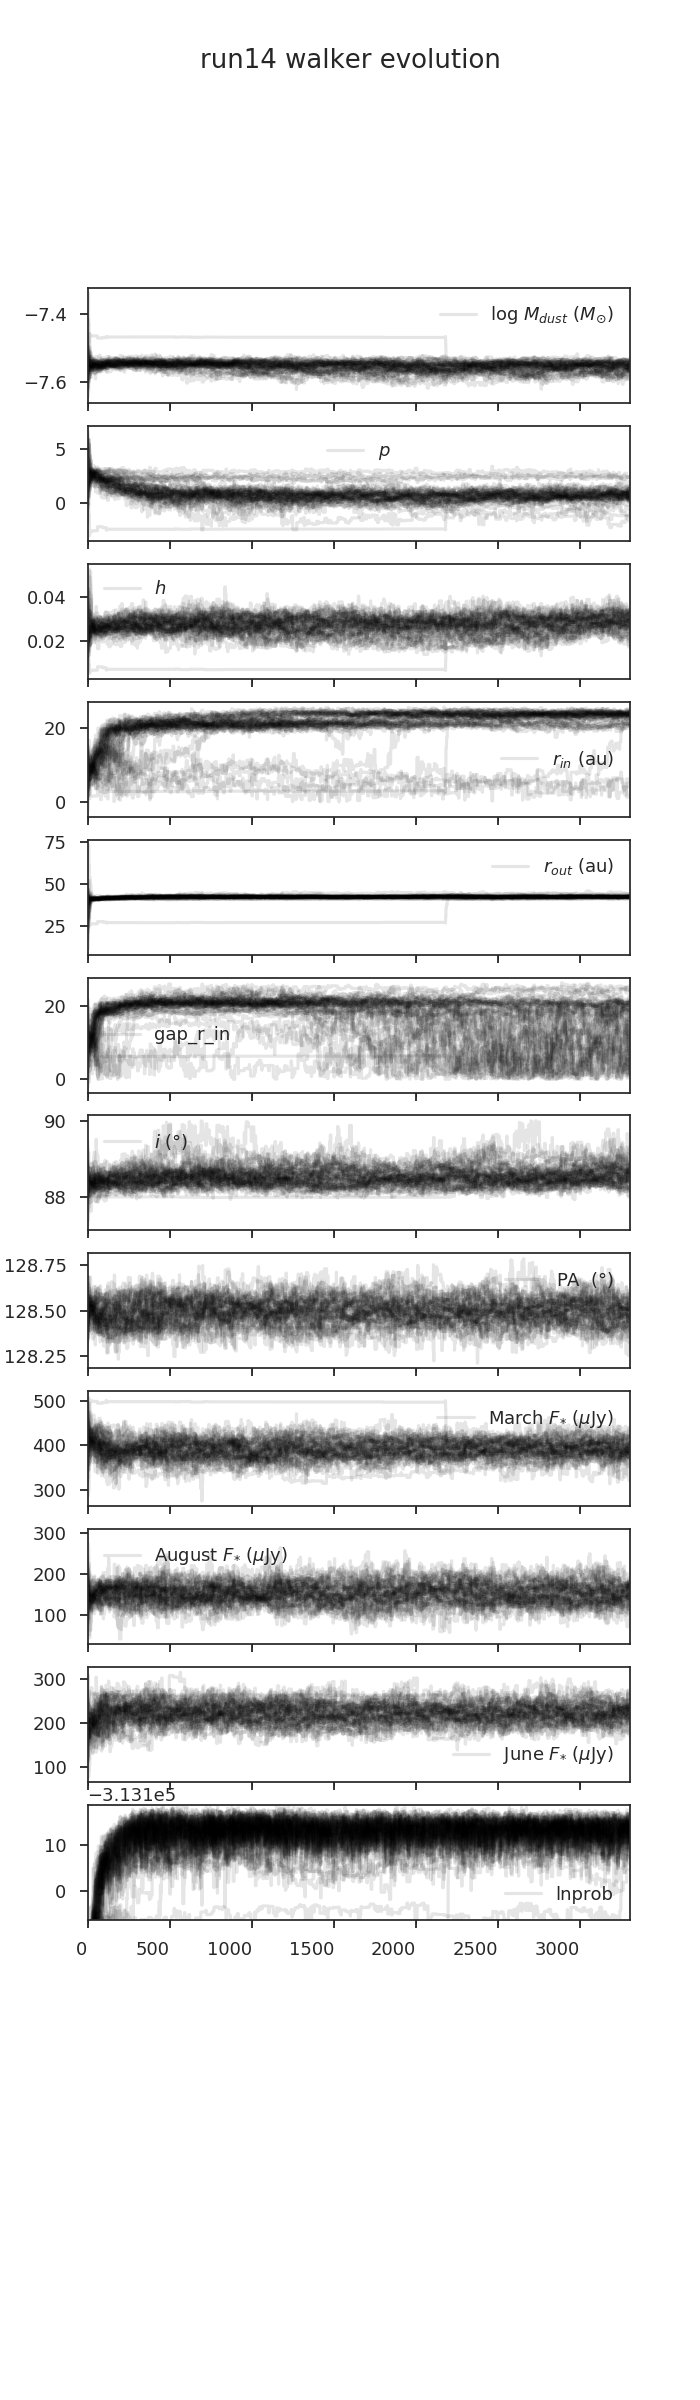 run14 walker evolution
−7.4
log M_dust (M_⊙)
−7.6
5
p
0
0.04
h
0.02
20
r_in (au)
0
75
r_out (au)
50
25
20
gap_r_in
0
90
i (°)
88
128.75
PA (°)
128.50
128.25
500
March F_* (μJy)
400
300
300
August F_* (μJy)
200
100
300
200
June F_* (μJy)
100
−3.131e5
10
0
lnprob
0 500 1000 1500 2000 2500 3000